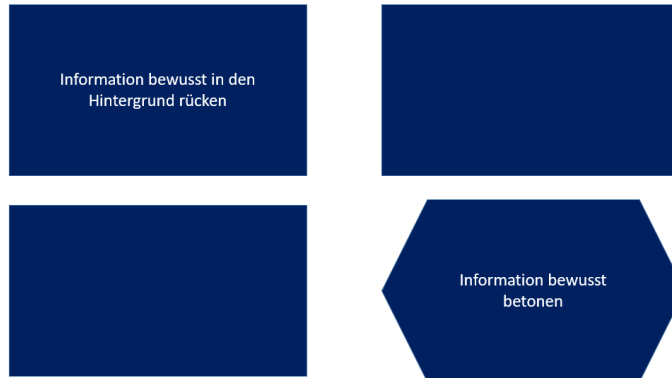 Information bewusst in den
Hintergrund rücken
Information bewusst
betonen